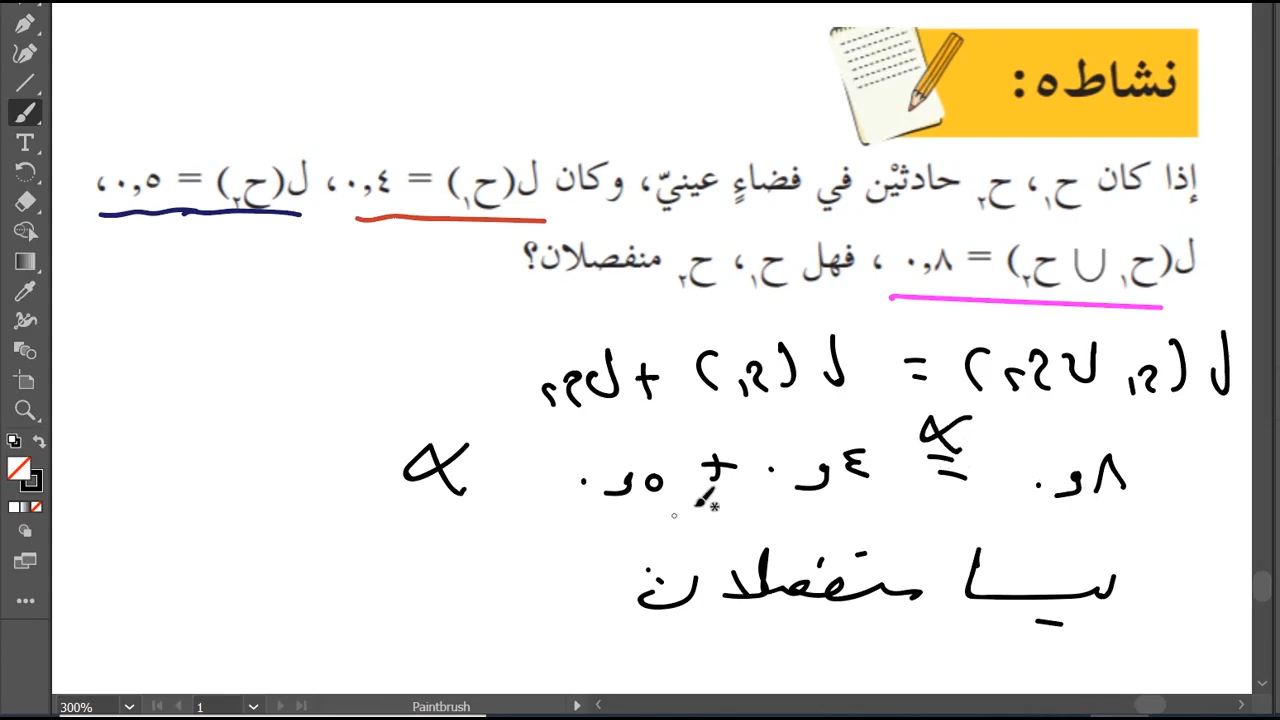 نشاط ٥:
إذا كان ح١، ح٢ حادثيْن في فضاءٍ عينيّ، وكان ل(ح١) = ٠,٤، ل(ح٢) = ٠,٥،
ل(ح١ ∪ ح٢) = ٠,٨ ، فهل ح١، ح٢ منفصلان؟
ل (ح١ ∪ ح٢) = ل (ح١) + ل ح٢
٠,٨ = ٠,٤ + ٠,٥
ليسا منفصلان
300%
1
Paintbrush